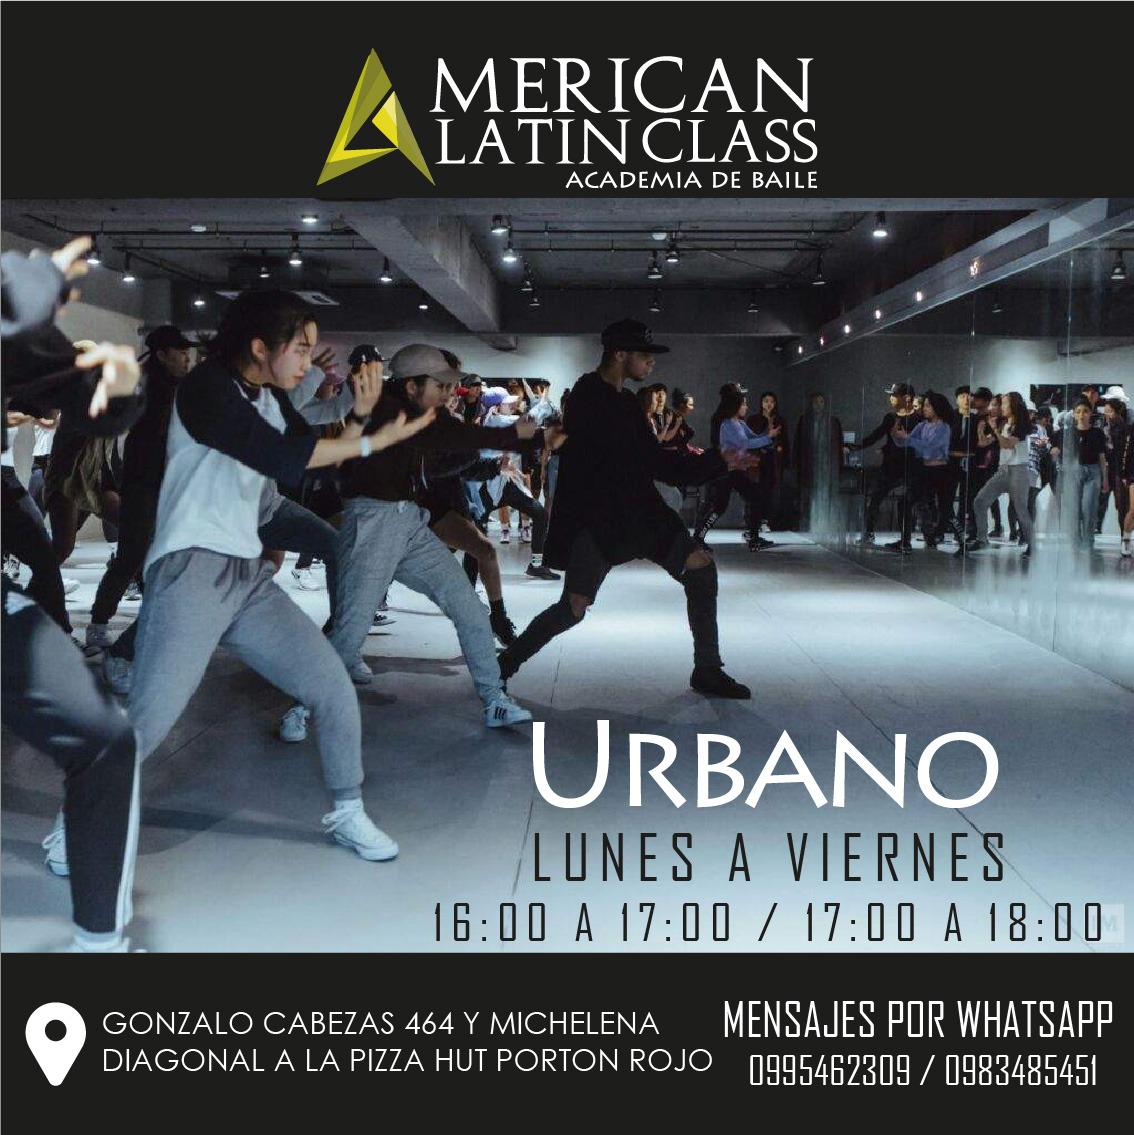 AMERICAN
LATIN CLASS
ACADEMIA DE BAILE
URBANO
LUNES A VIERNES
16:00 A 17:00 / 17:00 A 18:00
GONZALO CABEZAS 464 Y MICHELENA
DIAGONAL A LA PIZZA HUT PORTON ROJO
MENSAJES POR WHATSAPP
0995462309 / 0983485451